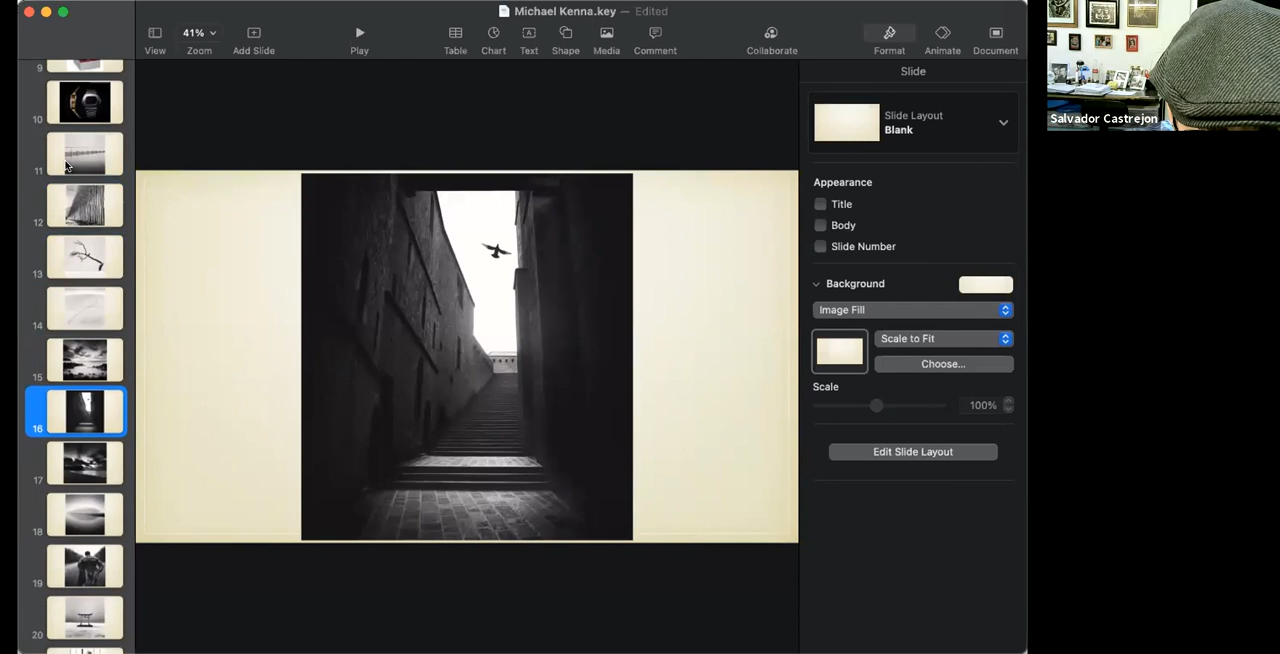 Michael Kenna.key — Edited
41%
View
Zoom
Add Slide
Play
Table
Chart
Text
Shape
Media
Comment
Collaborate
Format
Animate
Document
9
10
11
12
13
14
15
16
17
18
19
20
Slide
Slide Layout
Blank
Appearance
Title
Body
Slide Number
Background
Image Fill
Scale to Fit
Choose...
Scale
100%
Edit Slide Layout
Salvador Castrejon